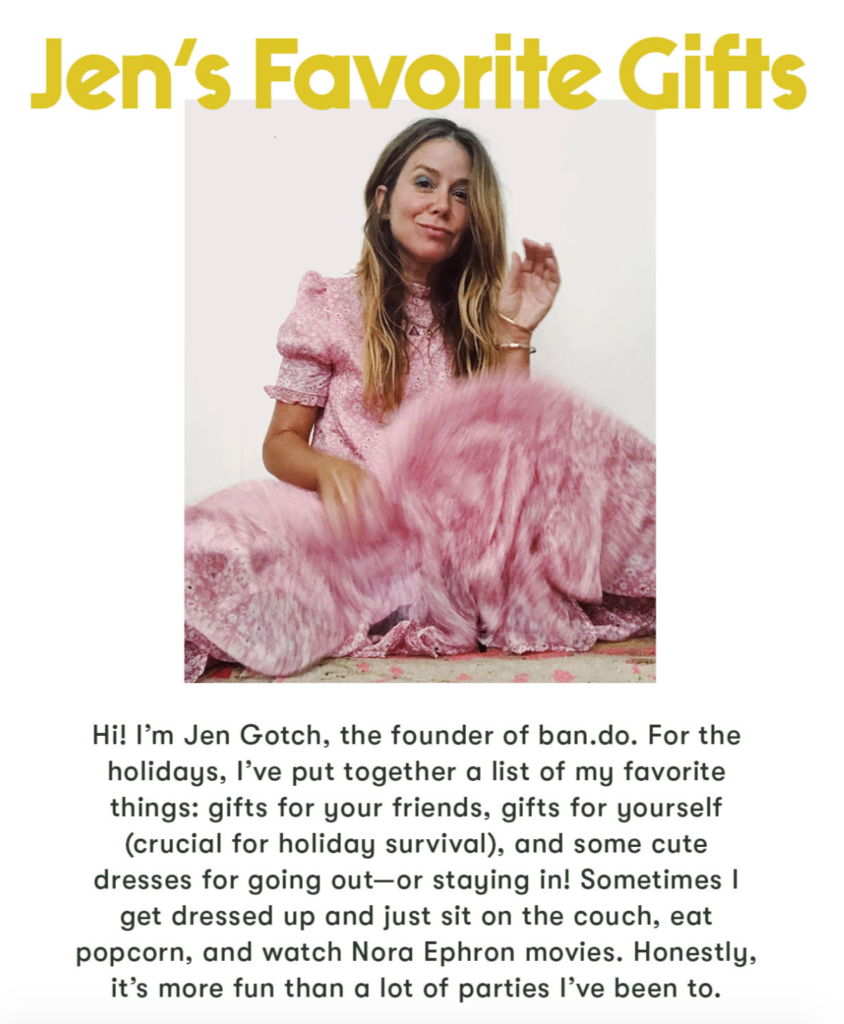 Jen's Favorite Gifts
Hi! I'm Jen Gotch, the founder of ban.do. For the
holidays, I've put together a list of my favorite
things: gifts for your friends, gifts for yourself
(crucial for holiday survival), and some cute
dresses for going out—or staying in! Sometimes I
get dressed up and just sit on the couch, eat
popcorn, and watch Nora Ephron movies. Honestly,
it's more fun than a lot of parties I've been to.